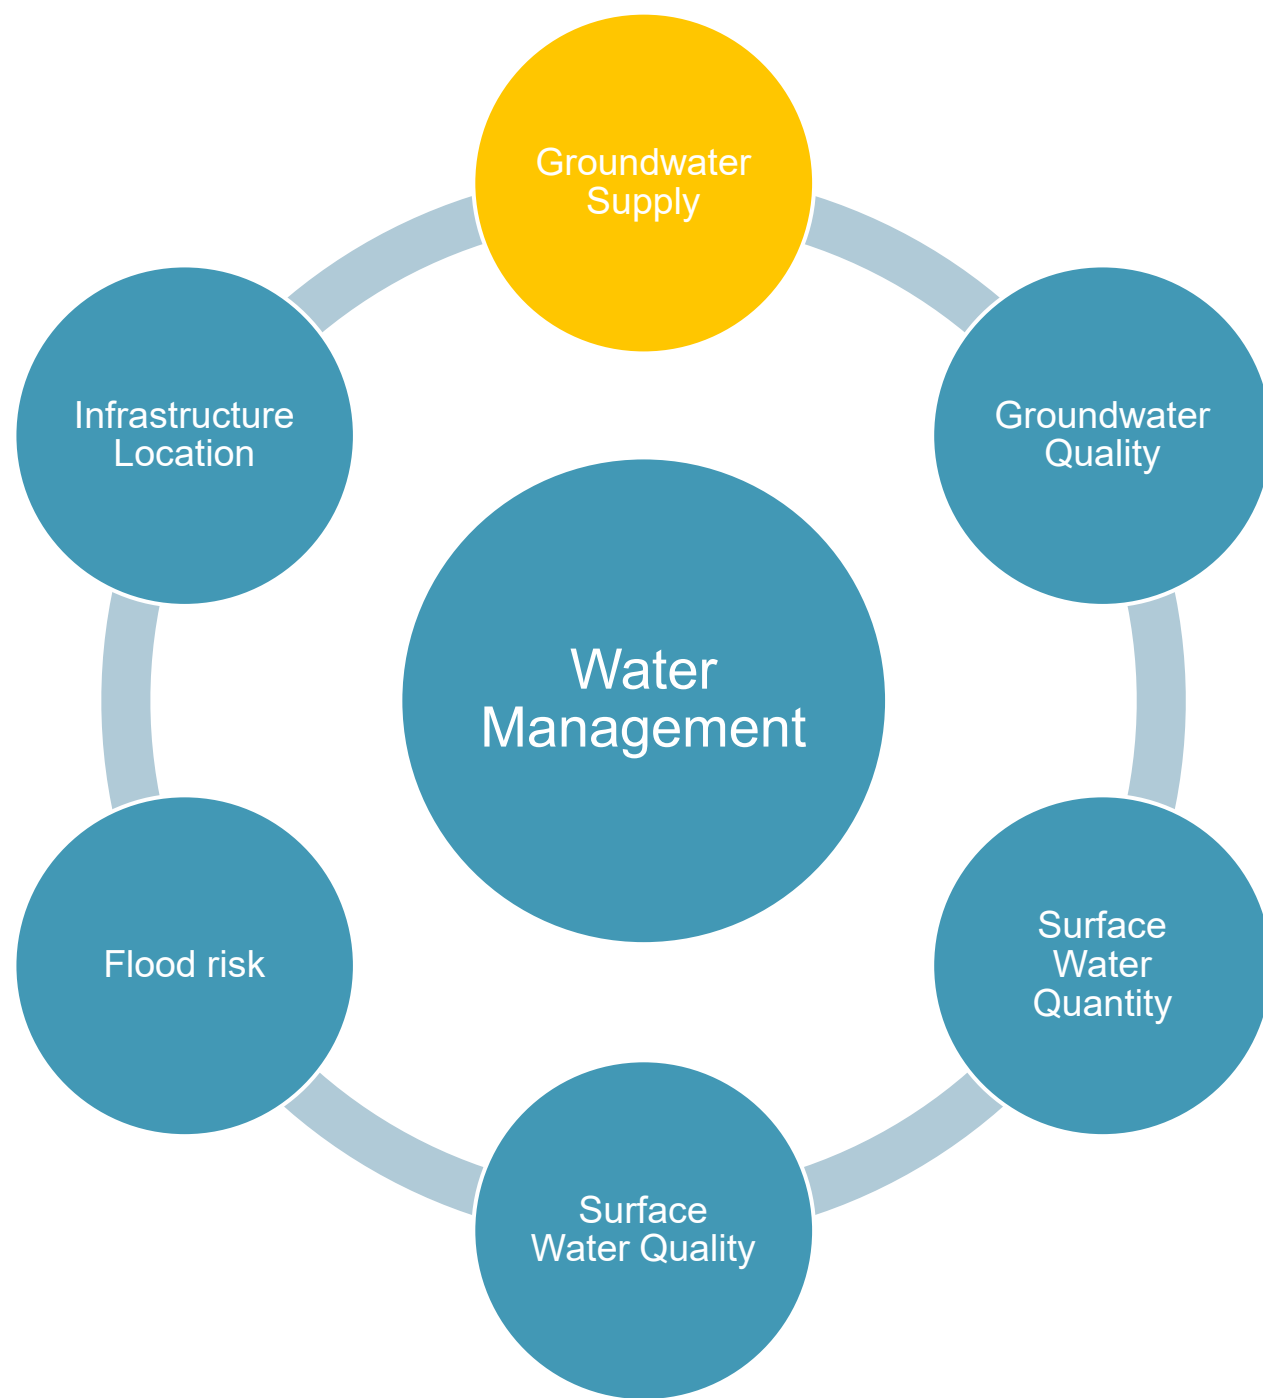 Groundwater
Supply
Infrastructure
Location
Groundwater
Quality
Water
Management
Flood risk
Surface
Water
Quantity
Surface
Water Quality